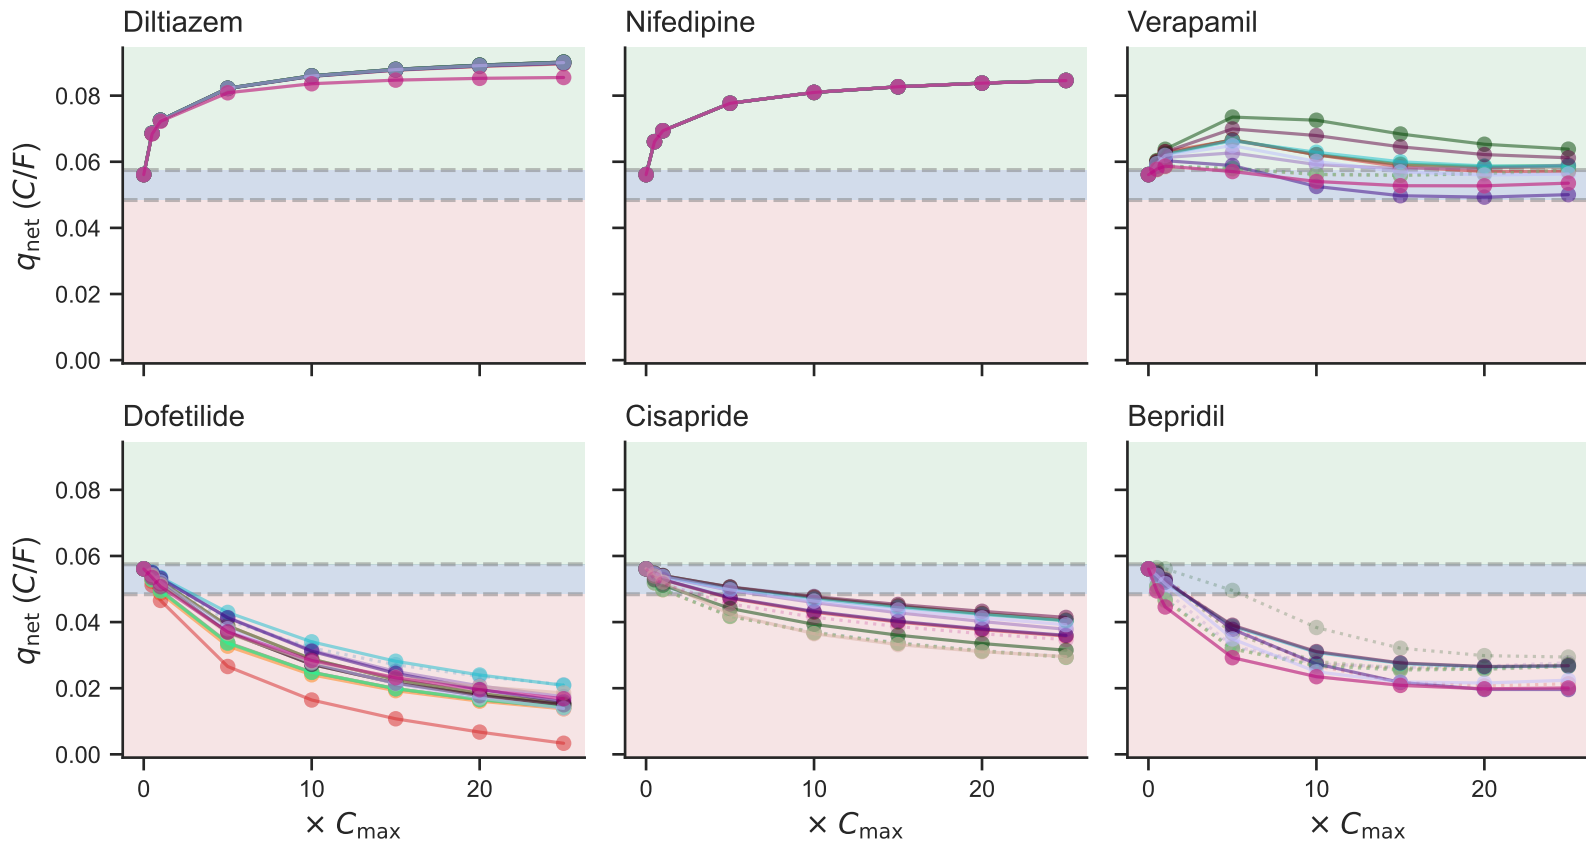 Diltiazem
Nifedipine
Verapamil
q_net (C/F)
0.08
0.06
0.04
0.02
0.00
Dofetilide
Cisapride
Bepridil
q_net (C/F)
0.08
0.06
0.04
0.02
0.00
0 10 20
0 10 20
0 10 20
× C_max
× C_max
× C_max